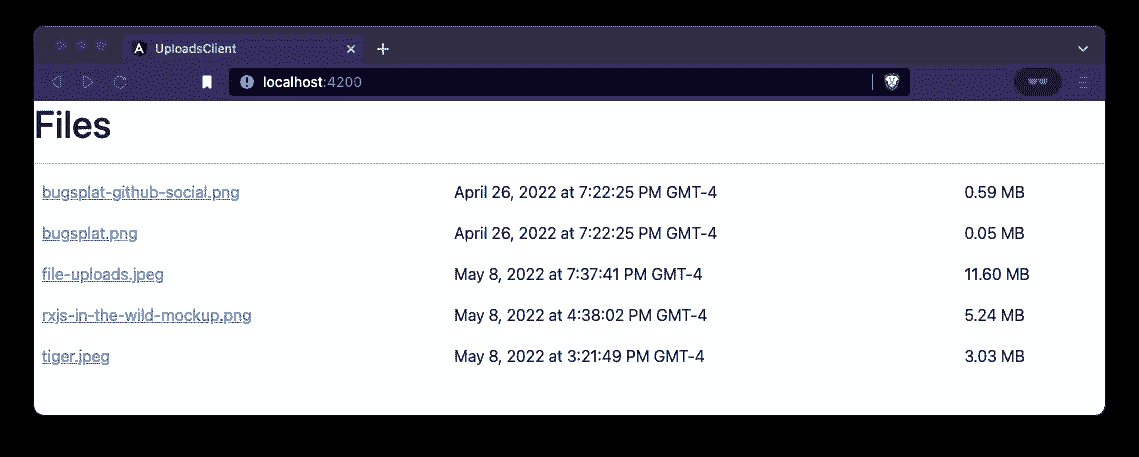 UploadsClient
localhost:4200
Files
bugsplat-github-social.png April 26, 2022 at 7:22:25 PM GMT-4 0.59 MB
bugsplat.png April 26, 2022 at 7:22:25 PM GMT-4 0.05 MB
file-uploads.jpeg May 8, 2022 at 7:37:41 PM GMT-4 11.60 MB
rxjs-in-the-wild-mockup.png May 8, 2022 at 4:38:02 PM GMT-4 5.24 MB
tiger.jpeg May 8, 2022 at 3:21:49 PM GMT-4 3.03 MB